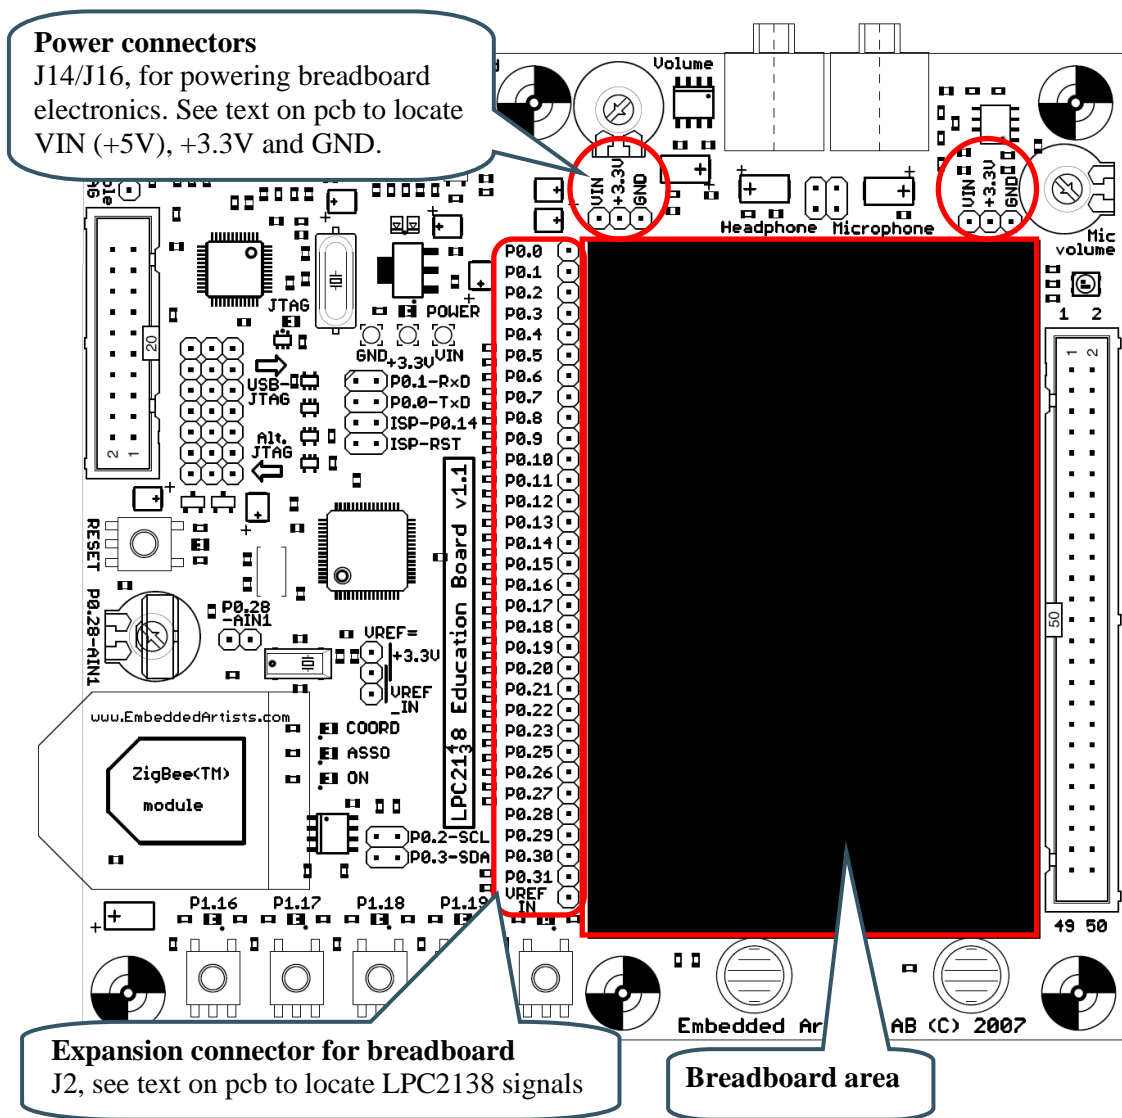 Power connectors
J14/J16, for powering breadboard
electronics. See text on pcb to locate
VIN (+5V), +3.3V and GND.
Volume
VIN
+3.3V
GND
VIN
+3.3V
GND
Headphone
Microphone
Mic
volume
1 2
1 2
20
2 1
JTAG
POWER
GND
+3.3V
VIN
USB-
JTAG
Alt.
JTAG
P0.1-RxD
P0.0-TxD
ISP-P0.14
ISP-RST
RESET
P0.28-AIN1
P0.28
-AIN1
VREF=
+3.3V
VREF
_IN
LPC2138 Education Board v1.1
P0.0
P0.1
P0.2
P0.3
P0.4
P0.5
P0.6
P0.7
P0.8
P0.9
P0.10
P0.11
P0.12
P0.13
P0.14
P0.15
P0.16
P0.17
P0.18
P0.19
P0.20
P0.21
P0.22
P0.23
P0.25
P0.26
P0.27
P0.28
P0.29
P0.30
P0.31
VREF
IN
50
49 50
www.EmbeddedArtists.com
COORD
ASSO
ON
ZigBee(TM)
module
P0.2-SCL
P0.3-SDA
P1.16
P1.17
P1.18
P1.19
Embedded Ar
AB (C) 2007
Expansion connector for breadboard
J2, see text on pcb to locate LPC2138 signals
Breadboard area